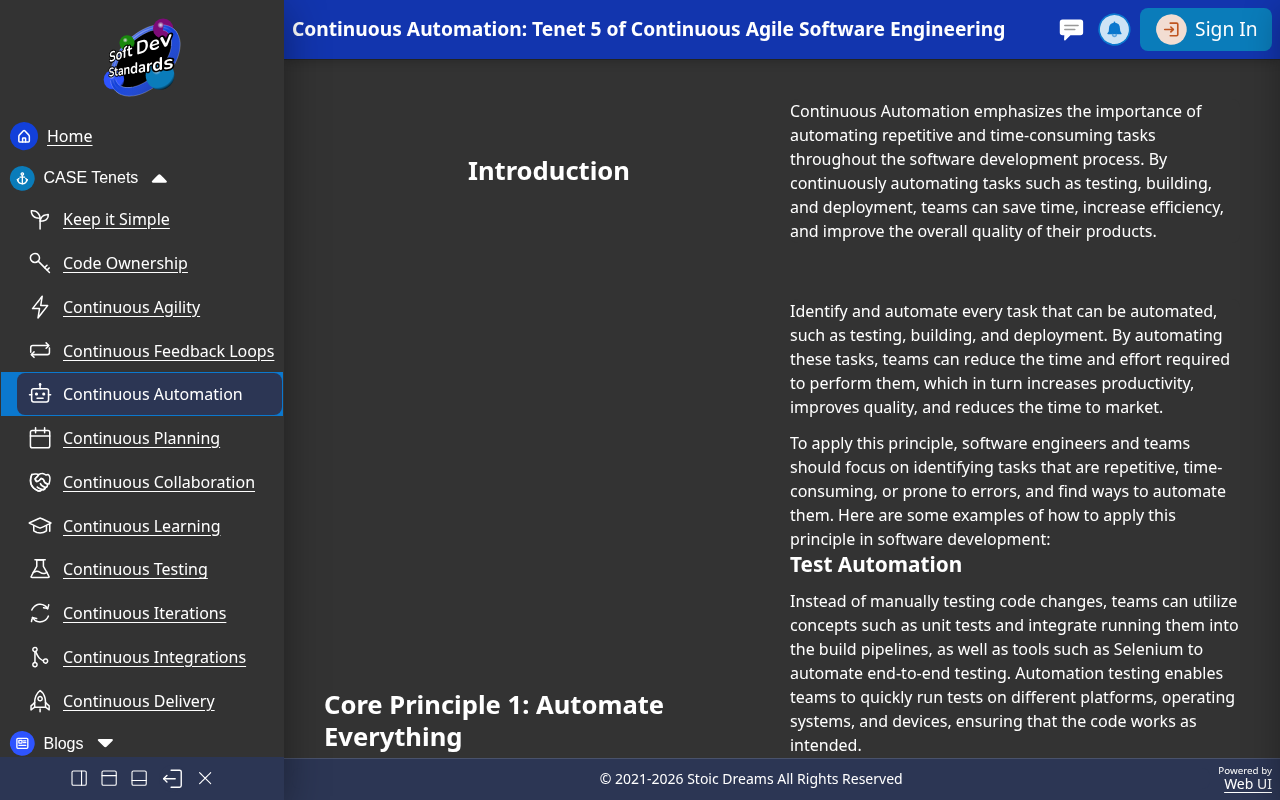 Soft Dev
Standards
Home
CASE Tenets
Keep it Simple
Code Ownership
Continuous Agility
Continuous Feedback Loops
Continuous Automation
Continuous Planning
Continuous Collaboration
Continuous Learning
Continuous Testing
Continuous Iterations
Continuous Integrations
Continuous Delivery
Blogs
Continuous Automation: Tenet 5 of Continuous Agile Software Engineering
Sign In
Introduction
Continuous Automation emphasizes the importance of
automating repetitive and time-consuming tasks
throughout the software development process. By
continuously automating tasks such as testing, building,
and deployment, teams can save time, increase efficiency,
and improve the overall quality of their products.
Core Principle 1: Automate
Everything
Identify and automate every task that can be automated,
such as testing, building, and deployment. By automating
these tasks, teams can reduce the time and effort required
to perform them, which in turn increases productivity,
improves quality, and reduces the time to market.
To apply this principle, software engineers and teams
should focus on identifying tasks that are repetitive, time-
consuming, or prone to errors, and find ways to automate
them. Here are some examples of how to apply this
principle in software development:
Test Automation
Instead of manually testing code changes, teams can utilize
concepts such as unit tests and integrate running them into
the build pipelines, as well as tools such as Selenium to
automate end-to-end testing. Automation testing enables
teams to quickly run tests on different platforms, operating
systems, and devices, ensuring that the code works as
intended.
© 2021-2026 Stoic Dreams All Rights Reserved
Powered by
Web UI